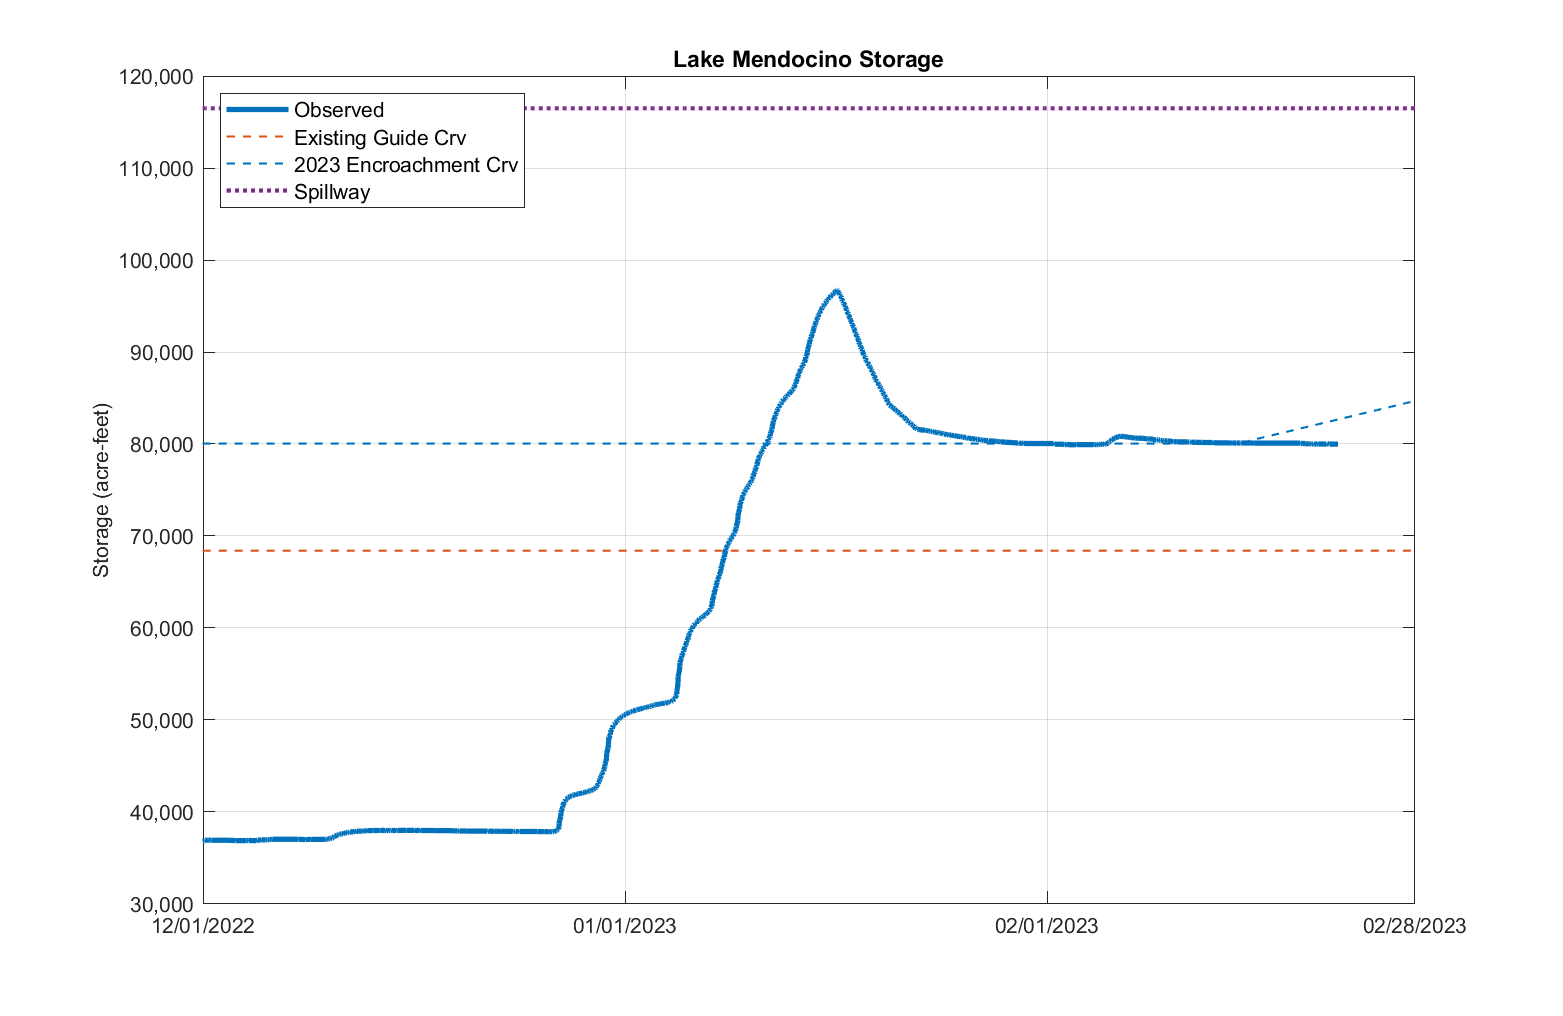 Lake Mendocino Storage
120,000
110,000
100,000
90,000
80,000
70,000
60,000
50,000
40,000
30,000
Storage (acre-feet)
Observed
Existing Guide Crv
2023 Encroachment Crv
Spillway
12/01/2022
01/01/2023
02/01/2023
02/28/2023